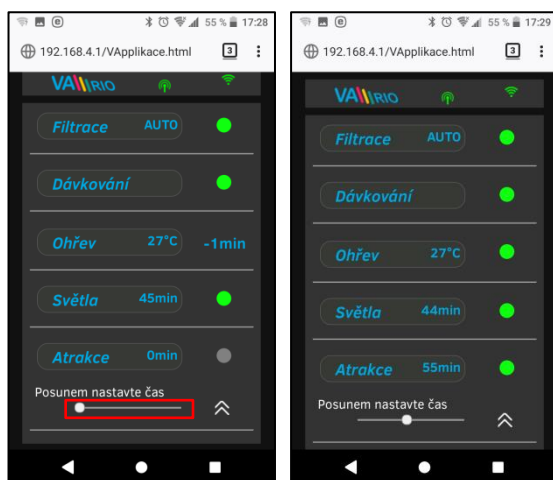 55 % 17:28
192.168.4.1/VApplikace.html 3
VA RIO
Filtrace AUTO
Dávkování
Ohřev 27°C -1min
Světla 45min
Atrakce 0min
Posunem nastavte čas
55 % 17:29
192.168.4.1/VApplikace.html 3
VA RIO
Filtrace AUTO
Dávkování
Ohřev 27°C
Světla 44min
Atrakce 55min
Posunem nastavte čas